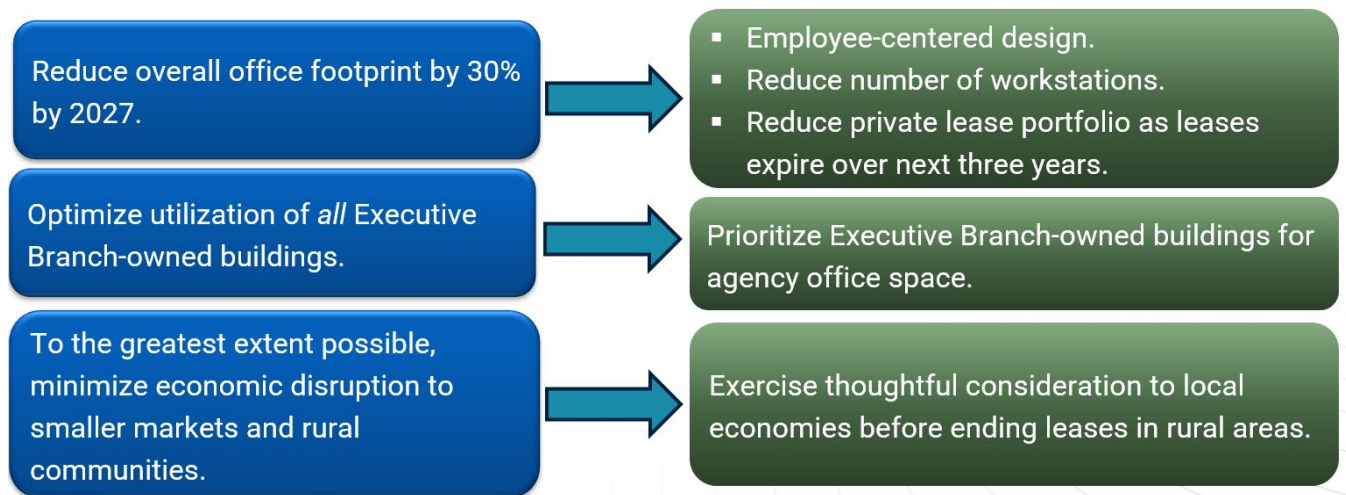 Reduce overall office footprint by 30%
by 2027.
▪ Employee-centered design.
▪ Reduce number of workstations.
▪ Reduce private lease portfolio as leases
expire over next three years.
Optimize utilization of all Executive
Branch-owned buildings.
Prioritize Executive Branch-owned buildings for
agency office space.
To the greatest extent possible,
minimize economic disruption to
smaller markets and rural
communities.
Exercise thoughtful consideration to local
economies before ending leases in rural areas.